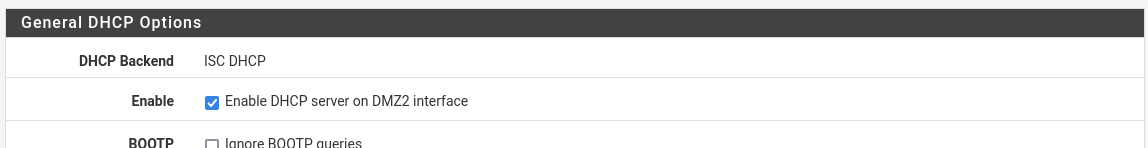 General DHCP Options
DHCP Backend ISC DHCP
Enable Enable DHCP server on DMZ2 interface
BOOTP Ignore BOOTP queries